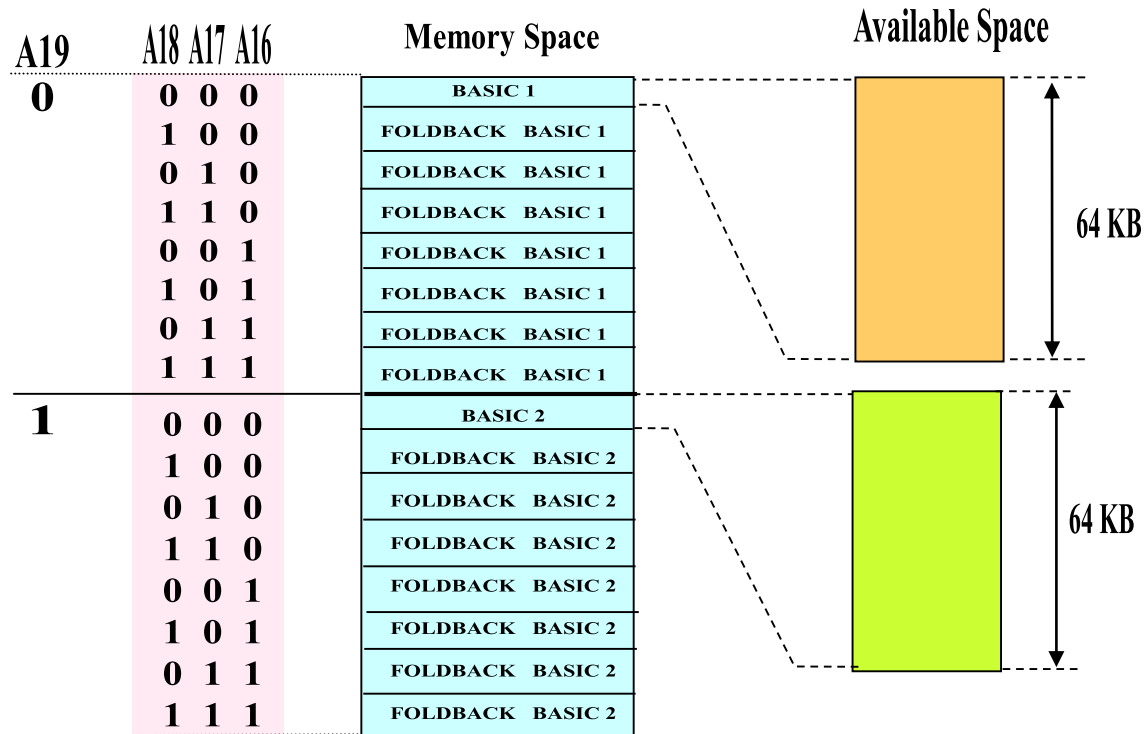 A19 A18 A17 A16 Memory Space Available Space
0 0 0 0 BASIC 1
1 0 0 FOLDBACK BASIC 1
0 1 0 FOLDBACK BASIC 1
1 1 0 FOLDBACK BASIC 1 64 KB
0 0 1 FOLDBACK BASIC 1
1 0 1 FOLDBACK BASIC 1
0 1 1 FOLDBACK BASIC 1
1 1 1 FOLDBACK BASIC 1
1 0 0 0 BASIC 2
1 0 0 FOLDBACK BASIC 2
0 1 0 FOLDBACK BASIC 2 64 KB
1 1 0 FOLDBACK BASIC 2
0 0 1 FOLDBACK BASIC 2
1 0 1 FOLDBACK BASIC 2
0 1 1 FOLDBACK BASIC 2
1 1 1 FOLDBACK BASIC 2